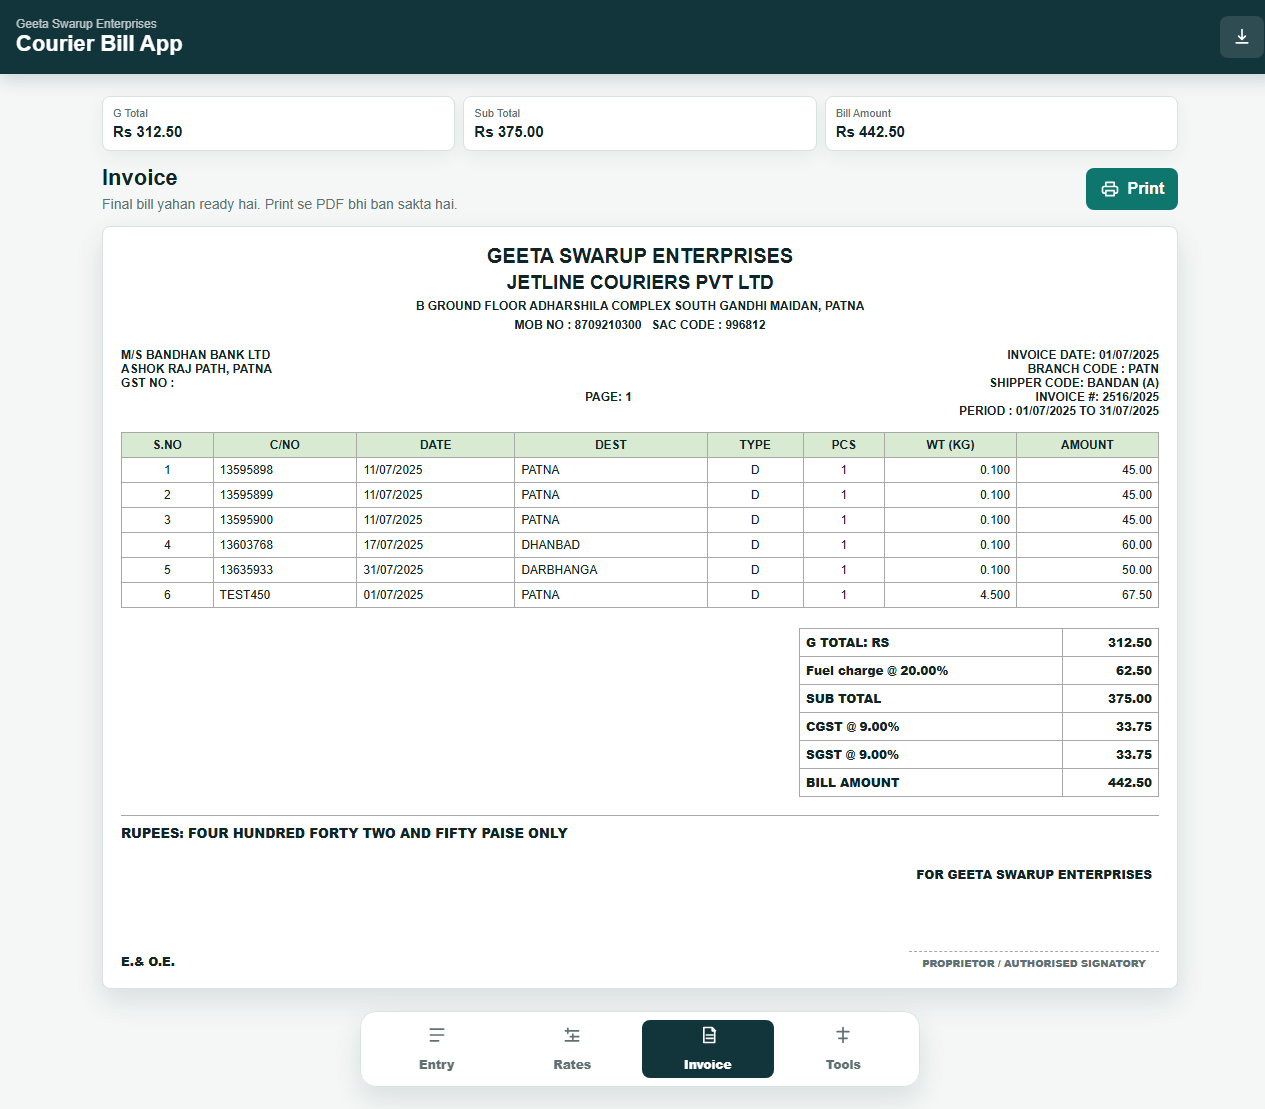 Geeta Swarup Enterprises
Courier Bill App
G Total
Rs 312.50
Sub Total
Rs 375.00
Bill Amount
Rs 442.50
Invoice
Final bill yahan ready hai. Print se PDF bhi ban sakta hai.
Print
GEETA SWARUP ENTERPRISES
JETLINE COURIERS PVT LTD
B GROUND FLOOR ADHARSHILA COMPLEX SOUTH GANDHI MAIDAN, PATNA
MOB NO : 8709210300 SAC CODE : 996812
M/S BANDHAN BANK LTD
ASHOK RAJ PATH, PATNA
GST NO :
PAGE: 1
INVOICE DATE: 01/07/2025
BRANCH CODE : PATN
SHIPPER CODE: BANDAN (A)
INVOICE #: 2516/2025
PERIOD : 01/07/2025 TO 31/07/2025
S.NO C/NO DATE DEST TYPE PCS WT (KG) AMOUNT
1 13595898 11/07/2025 PATNA D 1 0.100 45.00
2 13595899 11/07/2025 PATNA D 1 0.100 45.00
3 13595900 11/07/2025 PATNA D 1 0.100 45.00
4 13603768 17/07/2025 DHANBAD D 1 0.100 60.00
5 13635933 31/07/2025 DARBHANGA D 1 0.100 50.00
6 TEST450 01/07/2025 PATNA D 1 4.500 67.50
G TOTAL: RS 312.50
Fuel charge @ 20.00% 62.50
SUB TOTAL 375.00
CGST @ 9.00% 33.75
SGST @ 9.00% 33.75
BILL AMOUNT 442.50
RUPEES: FOUR HUNDRED FORTY TWO AND FIFTY PAISE ONLY
FOR GEETA SWARUP ENTERPRISES
E.& O.E.
PROPRIETOR / AUTHORISED SIGNATORY
Entry
Rates
Invoice
Tools